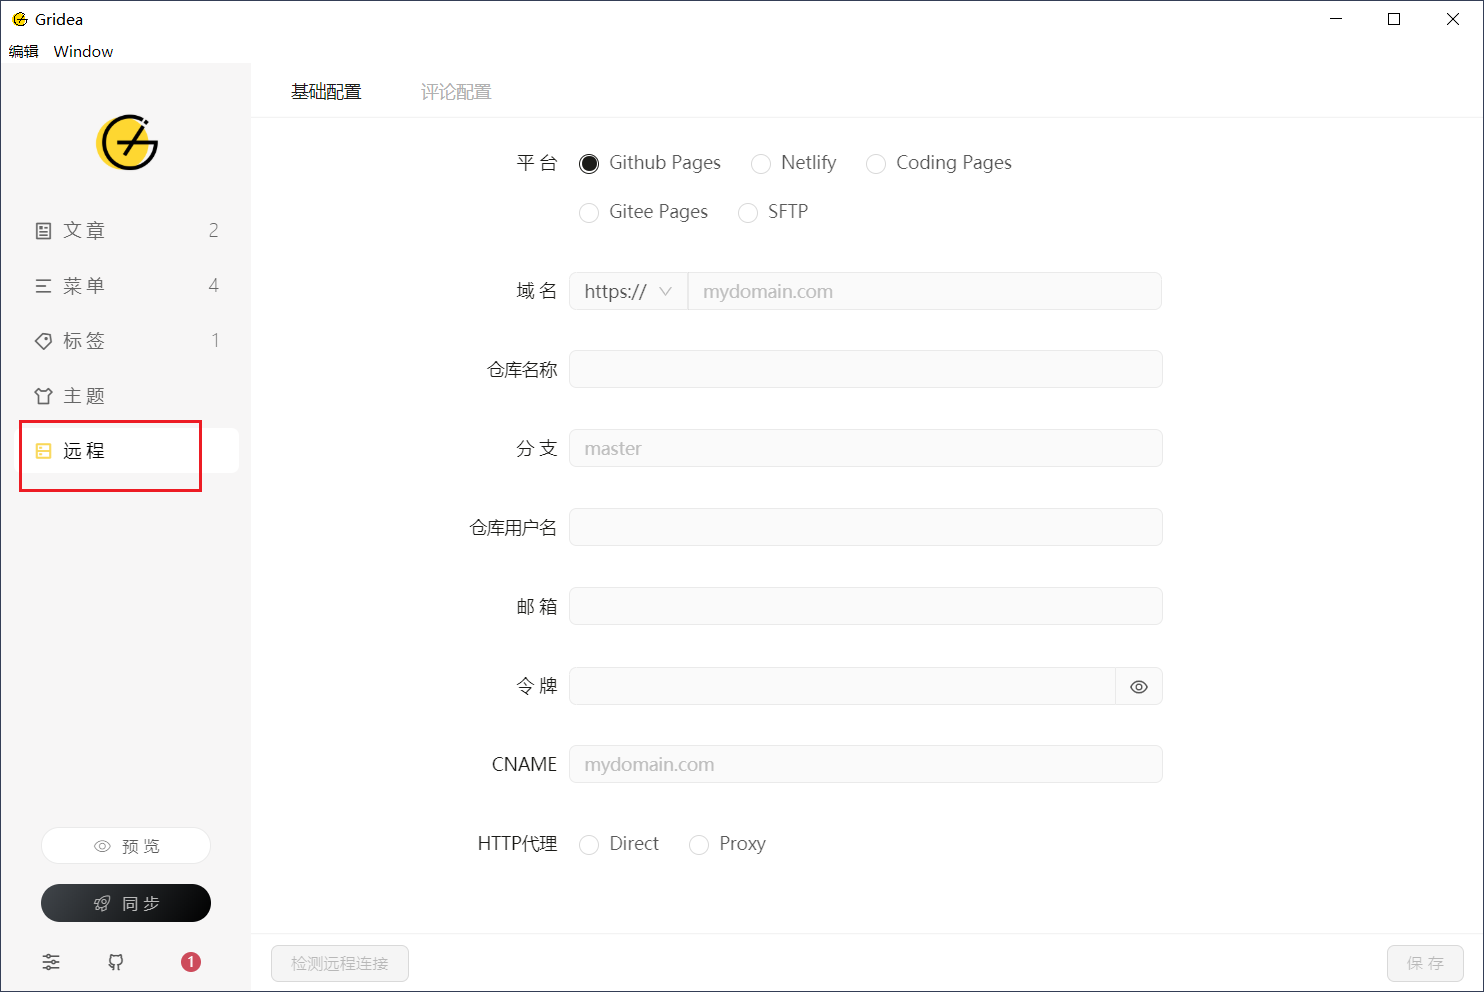 Gridea
编辑 Window
基础配置 评论配置
平台 Github Pages Netlify Coding Pages
Gitee Pages SFTP
文章 2
菜单 4
标签 1
主题
远程
域名 https:// mydomain.com
仓库名称
分支 master
仓库用户名
邮箱
令牌
CNAME mydomain.com
HTTP代理 Direct Proxy
预览
同步
1
检测远程连接 保存